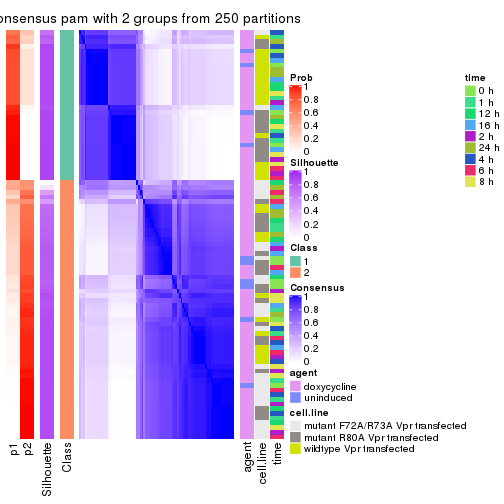 onsensus pam with 2 groups from 250 partitions
Prob
1
0.8
0.6
0.4
0.2
0
Silhouette
1
0.8
0.6
0.4
0.2
0
Class
1
2
Consensus
1
0.8
0.6
0.4
0.2
0
agent
doxycycline
uninduced
cell.line
mutant F72A/R73A Vpr transfected
mutant R80A Vpr transfected
wildtype Vpr transfected
time
0 h
1 h
12 h
16 h
2 h
24 h
4 h
6 h
8 h
p1
p2
Silhouette
Class
agent
cell.line
time